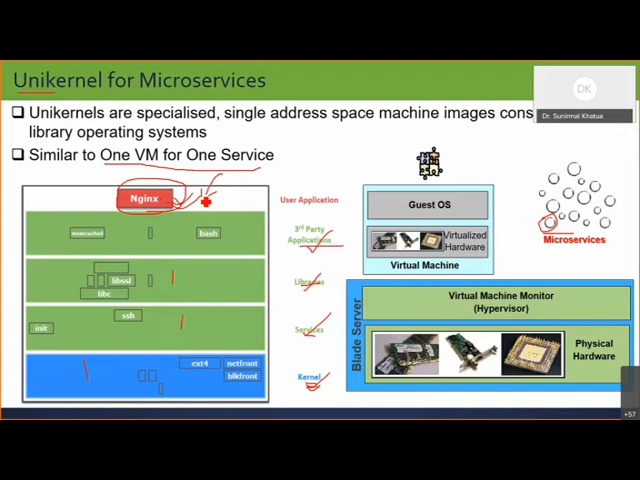 Unikernel for Microservices
DK
Dr. Sunirmal Khatua
Unikernels are specialised, single address space machine images cons
library operating systems
Similar to One VM for One Service
Nginx
User Application
memcached
bash
3rd Party
Applications
libssl
libc
Libraries
ssh
init
Services
ext4
netfront
blkfront
Kernel
Guest OS
Virtualized
Hardware
Virtual Machine
Microservices
Blade Server
Virtual Machine Monitor
(Hypervisor)
Physical
Hardware
+57